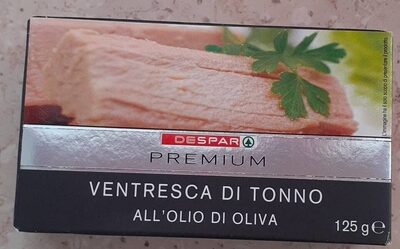 DESPAR
PREMIUM
VENTRESCA DI TONNO
ALL'OLIO DI OLIVA
125 g e